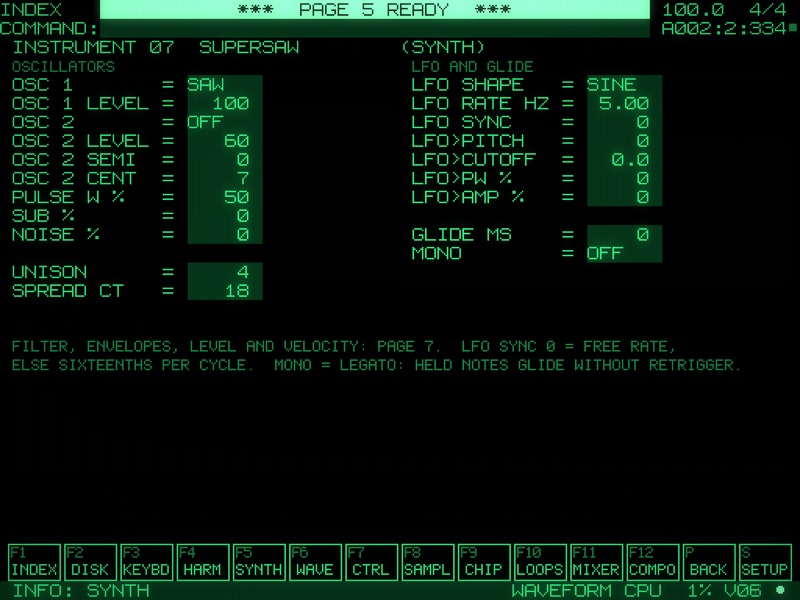 INDEX *** PAGE 5 READY *** 100.0 4/4
COMMAND: A002:2:334
INSTRUMENT 07 SUPERSAW (SYNTH)
OSCILLATORS LFO AND GLIDE
OSC 1 = SAW LFO SHAPE = SINE
OSC 1 LEVEL = 100 LFO RATE HZ = 5.00
OSC 2 = OFF LFO SYNC = 0
OSC 2 LEVEL = 60 LFO>PITCH = 0
OSC 2 SEMI = 0 LFO>CUTOFF = 0.0
OSC 2 CENT = 7 LFO>PW % = 0
PULSE W % = 50 LFO>AMP % = 0
SUB % = 0
NOISE % = 0 GLIDE MS = 0
MONO = OFF
UNISON = 4
SPREAD CT = 18
FILTER, ENVELOPES, LEVEL AND VELOCITY: PAGE 7. LFO SYNC 0 = FREE RATE,
ELSE SIXTEENTHS PER CYCLE. MONO = LEGATO: HELD NOTES GLIDE WITHOUT RETRIGGER.
F1 F2 F3 F4 F5 F6 F7 F8 F9 F10 F11 F12 P S
INDEX DISK KEYBD HARM SYNTH WAVE CTRL SAMPL CHIP LOOPS MIXER COMPO BACK SETUP
INFO: SYNTH WAVEFORM CPU 1% V06